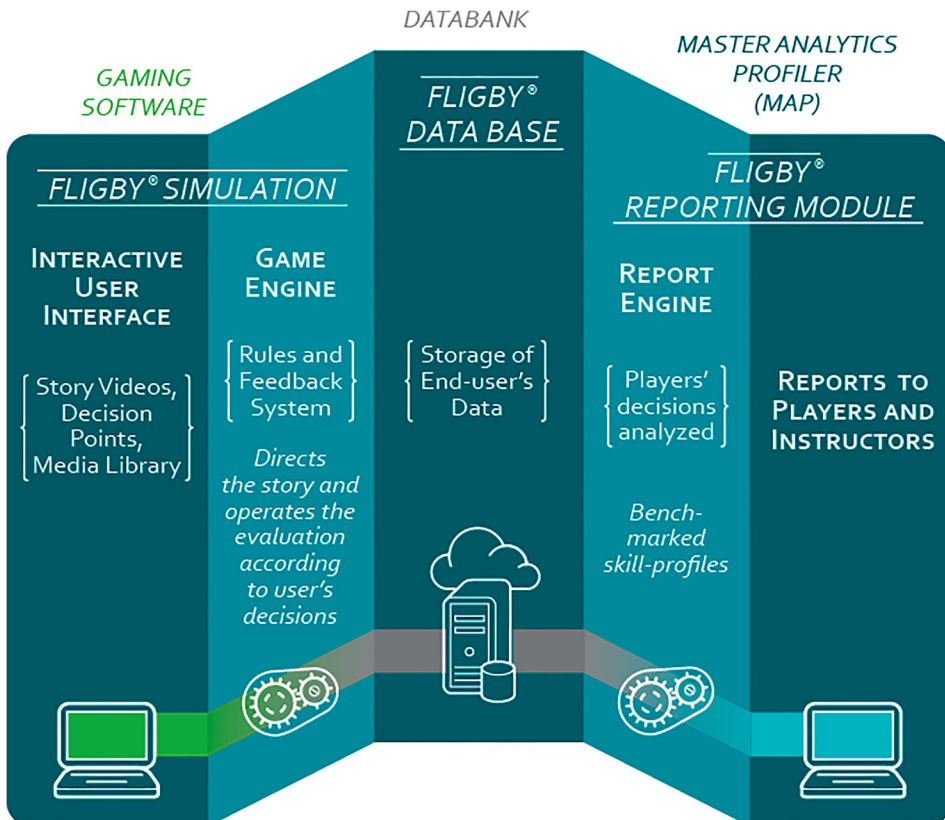 DATABANK
GAMING
SOFTWARE
MASTER ANALYTICS
PROFILER
(MAP)
FLIGBY® SIMULATION
FLIGBY®
DATA BASE
FLIGBY®
REPORTING MODULE
INTERACTIVE
USER
INTERFACE
Story Videos,
Decision
Points,
Media Library
GAME
ENGINE
Rules and
Feedback
System
Directs
the story and
operates the
evaluation
according
to user's
decisions
Storage of
End-user's
Data
REPORT
ENGINE
Players'
decisions
analyzed
Bench-
marked
skill-profiles
REPORTS TO
PLAYERS AND
INSTRUCTORS